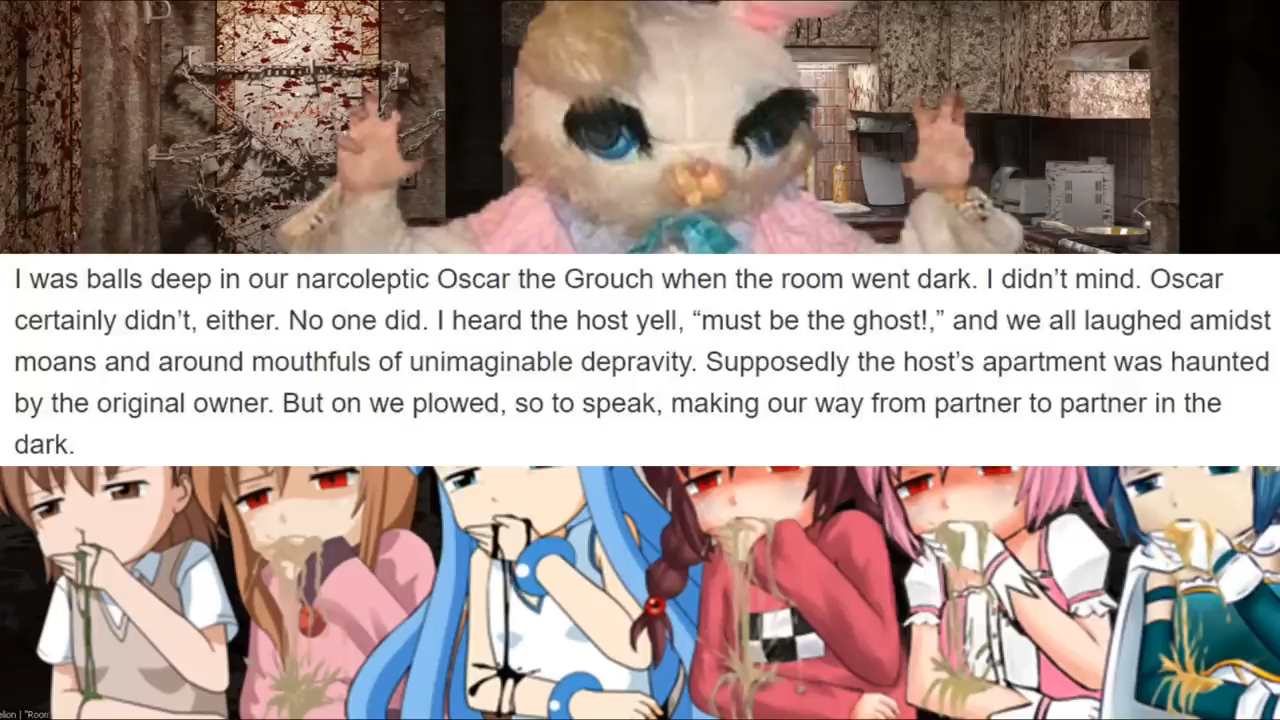 I was balls deep in our narcoleptic Oscar the Grouch when the room went dark. I didn’t mind. Oscar
certainly didn’t, either. No one did. I heard the host yell, “must be the ghost!,” and we all laughed amidst
moans and around mouthfuls of unimaginable depravity. Supposedly the host’s apartment was haunted
by the original owner. But on we plowed, so to speak, making our way from partner to partner in the
dark.
elion | "Room